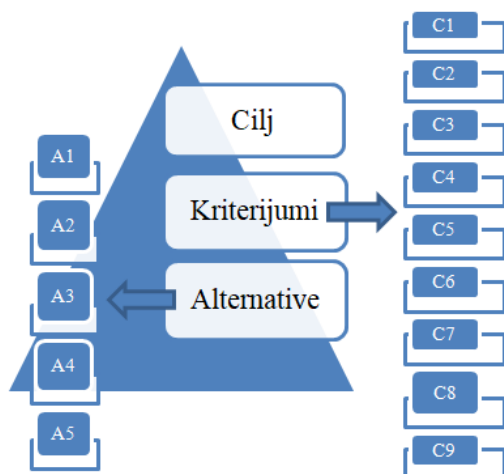 Cilj
Kriterijumi
Alternative
A1
A2
A3
A4
A5
C1
C2
C3
C4
C5
C6
C7
C8
C9